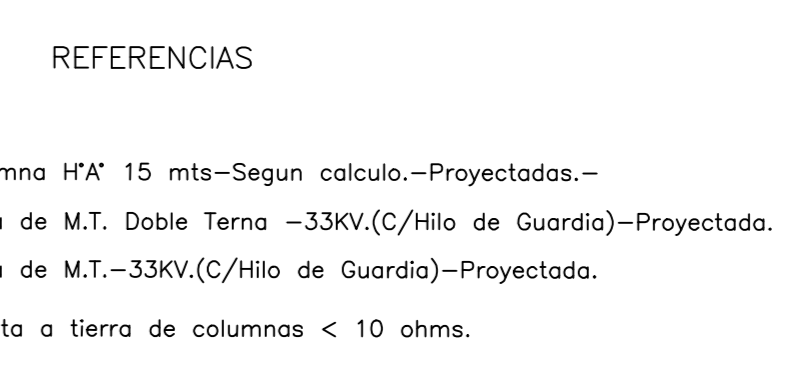 REFERENCIAS
mna H°A° 15 mts-Segun calculo.-Proyectadas.-
de M.T. Doble Terna -33KV.(C/Hilo de Guardia)-Proyectada.
de M.T.-33KV.(C/Hilo de Guardia)-Proyectada.
ta a tierra de columnas < 10 ohms.